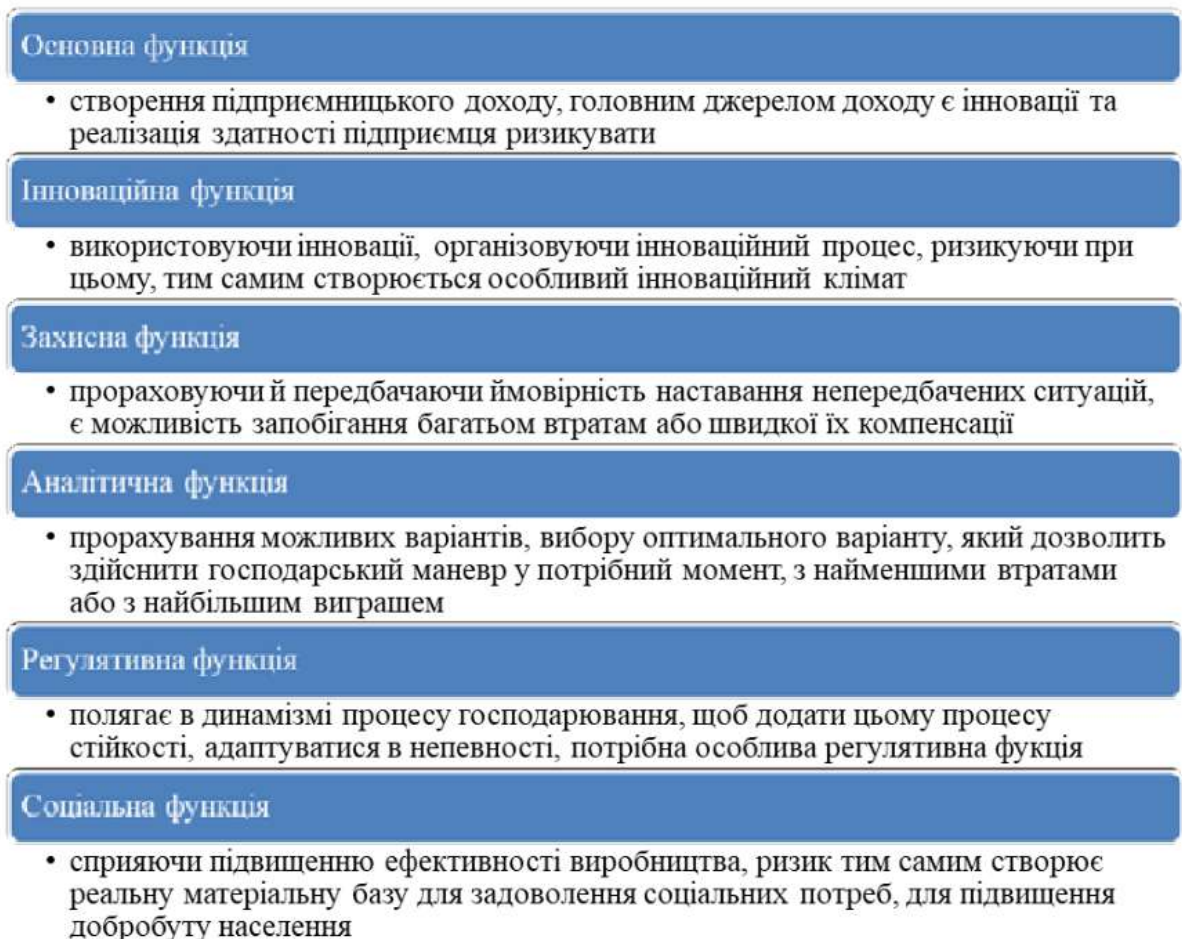 Основна функція
• створення підприємницького доходу, головним джерелом доходу є інновації та
реалізація здатності підприємця ризикувати
Інноваційна функція
• використовуючи інновації, організовуючи інноваційний процес, ризикуючи при
цьому, тим самим створюється особливий інноваційний клімат
Захисна функція
• прораховуючи й передбачаючи ймовірність наставання непередбачених ситуацій,
є можливість запобігання багатьом втратам або швидкої їх компенсації
Аналітична функція
• прорахування можливих варіантів, вибору оптимального варіанту, який дозволить
здійснити господарський маневр у потрібний момент, з найменшими втратами
або з найбільшим виграшем
Регулятивна функція
• полягає в динамізмі процесу господарювання, щоб додати цьому процесу
стійкості, адаптуватися в непевності, потрібна особлива регулятивна фукція
Соціальна функція
• сприяючи підвищенню ефективності виробництва, ризик тим самим створює
реальну матеріальну базу для задоволення соціальних потреб, для підвищення
добробуту населення